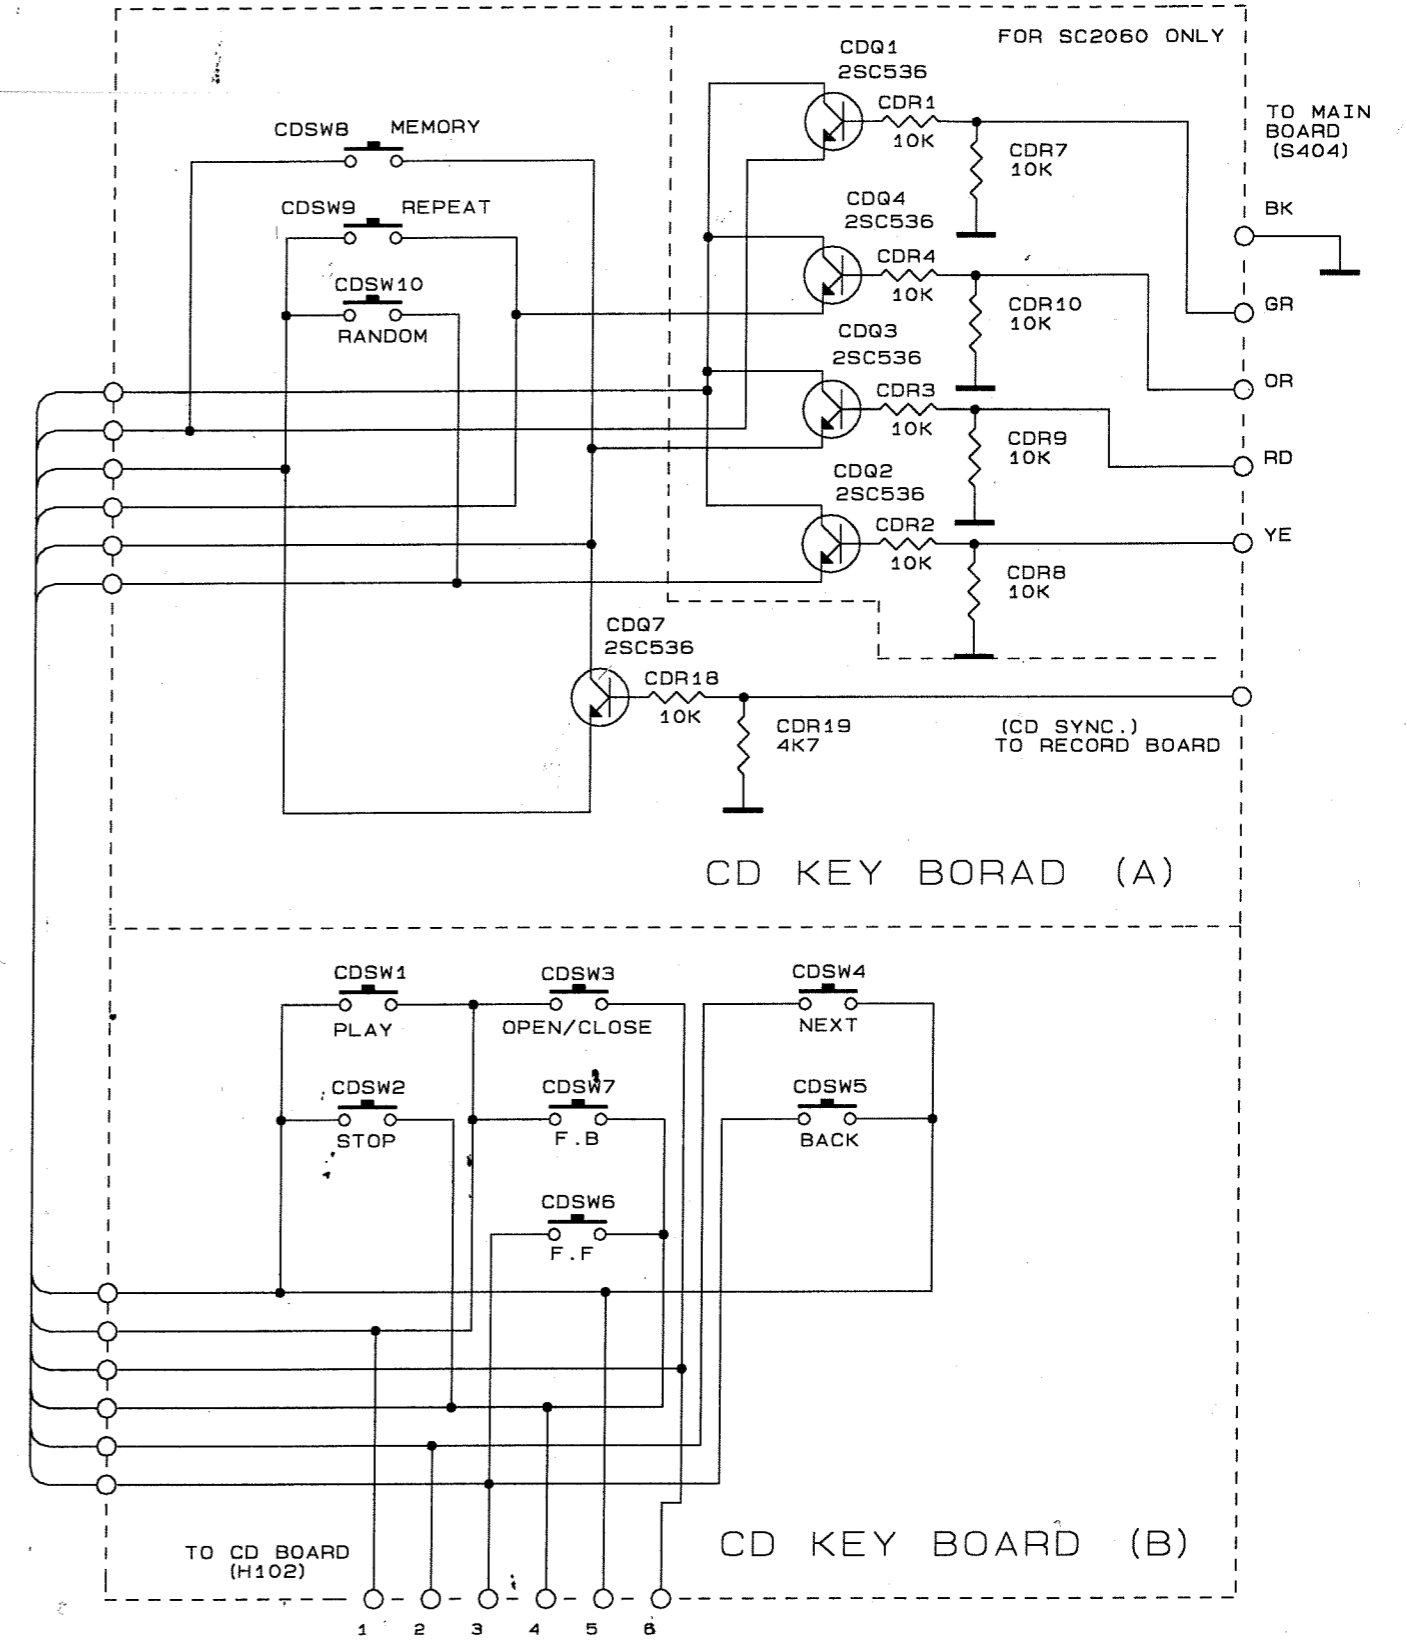 FOR SC2060 ONLY
CDQ1
2SC536
CDR1
10K
CDR7
10K
TO MAIN
BOARD
(S404)
CDSW8 MEMORY
CDSW9 REPEAT
CDSW10
RANDOM
CDQ4
2SC536
CDR4
10K
CDR10
10K
BK
GR
OR
RD
YE
CDQ3
2SC536
CDR3
10K
CDR9
10K
CDQ2
2SC536
CDR2
10K
CDR8
10K
CDQ7
2SC536
CDR18
10K
CDR19
4K7
(CD SYNC.)
TO RECORD BOARD
CD KEY BORAD (A)
CDSW1
PLAY
CDSW3
OPEN/CLOSE
CDSW4
NEXT
CDSW2
STOP
CDSW7
F.B
CDSW5
BACK
CDSW6
F.F
CD KEY BOARD (B)
TO CD BOARD
(H102)
1 2 3 4 5 6